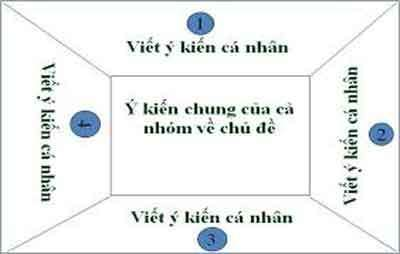 1
Viết ý kiến cá nhân
Viết ý kiến cá nhân
4
Ý kiến chung của cả
nhóm về chủ đề
2
Viết ý kiến cá nhân
Viết ý kiến cá nhân
3